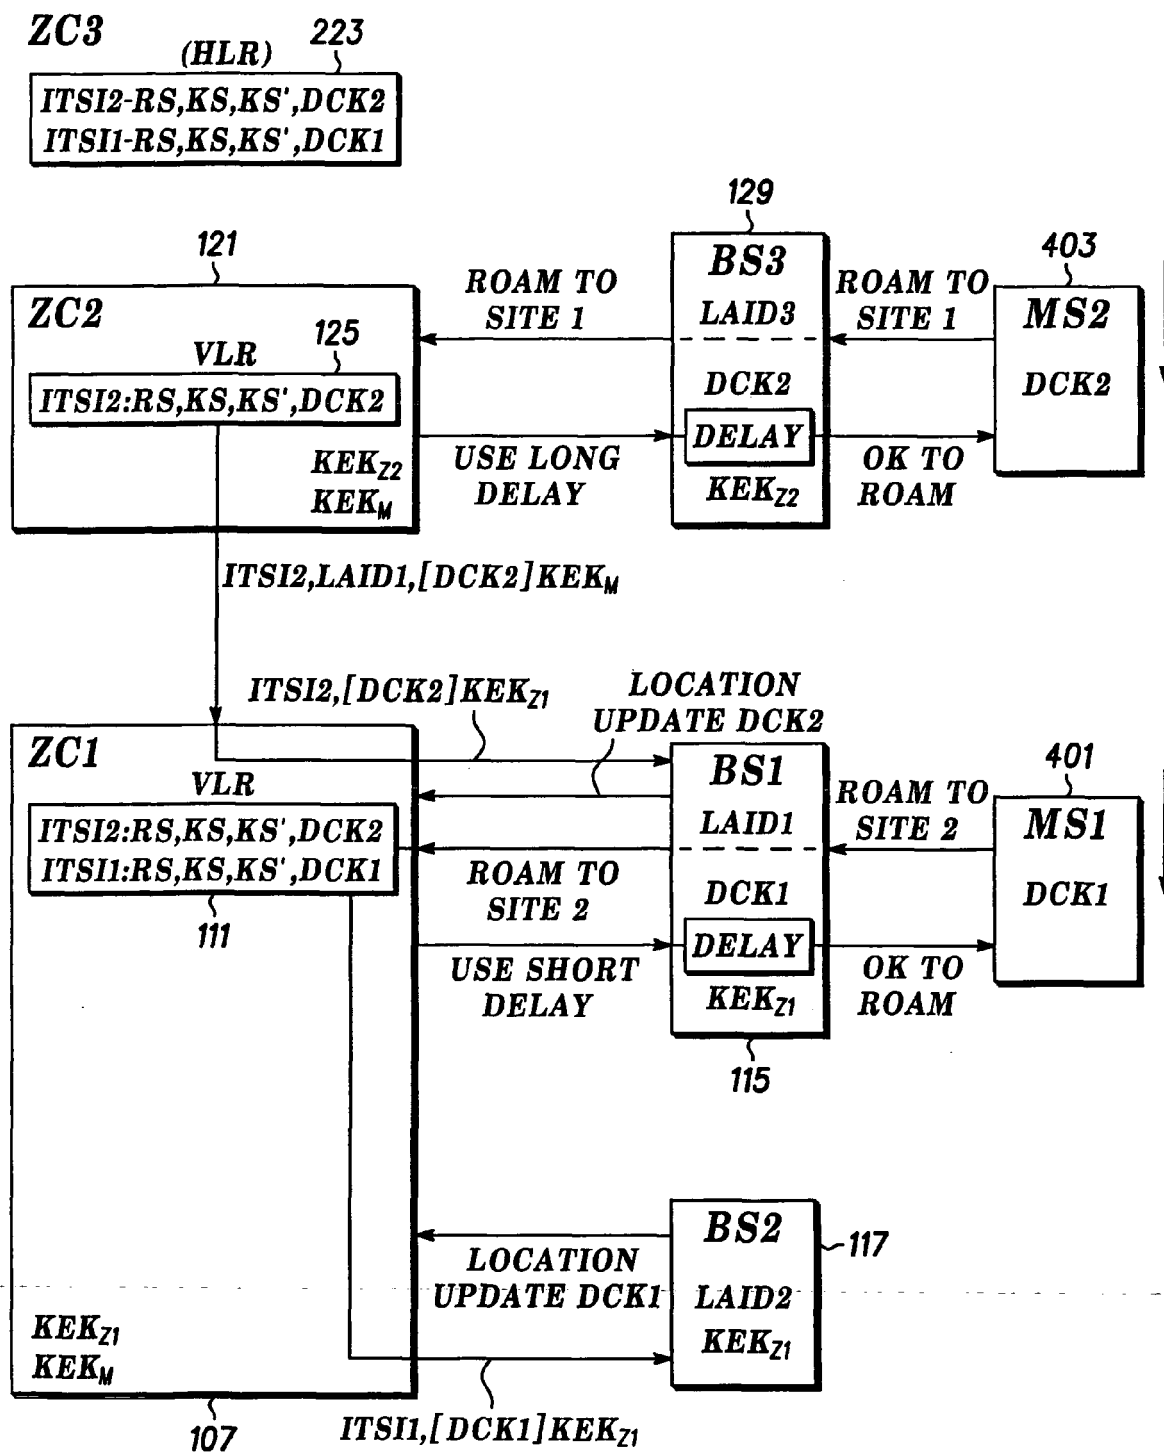 ZC3
(HLR)
223
ITSI2-RS,KS,KS',DCK2
ITSI1-RS,KS,KS',DCK1
121
ZC2
VLR
125
ITSI2:RS,KS,KS',DCK2
KEKZ2
KEKM
ROAM TO
SITE 1
USE LONG
DELAY
129
BS3
LAID3
DCK2
DELAY
KEKZ2
ROAM TO
SITE 1
OK TO
ROAM
403
MS2
DCK2
ITSI2,LAID1,[DCK2]KEKM
ITSI2,[DCK2]KEKZ1
LOCATION
UPDATE DCK2
ZC1
VLR
ITSI2:RS,KS,KS',DCK2
ITSI1:RS,KS,KS',DCK1
111
ROAM TO
SITE 2
USE SHORT
DELAY
BS1
LAID1
DCK1
DELAY
KEKZ1
115
ROAM TO
SITE 2
OK TO
ROAM
401
MS1
DCK1
LOCATION
UPDATE DCK1
BS2
LAID2
KEKZ1
117
KEKZ1
KEKM
107
ITSI1,[DCK1]KEKZ1